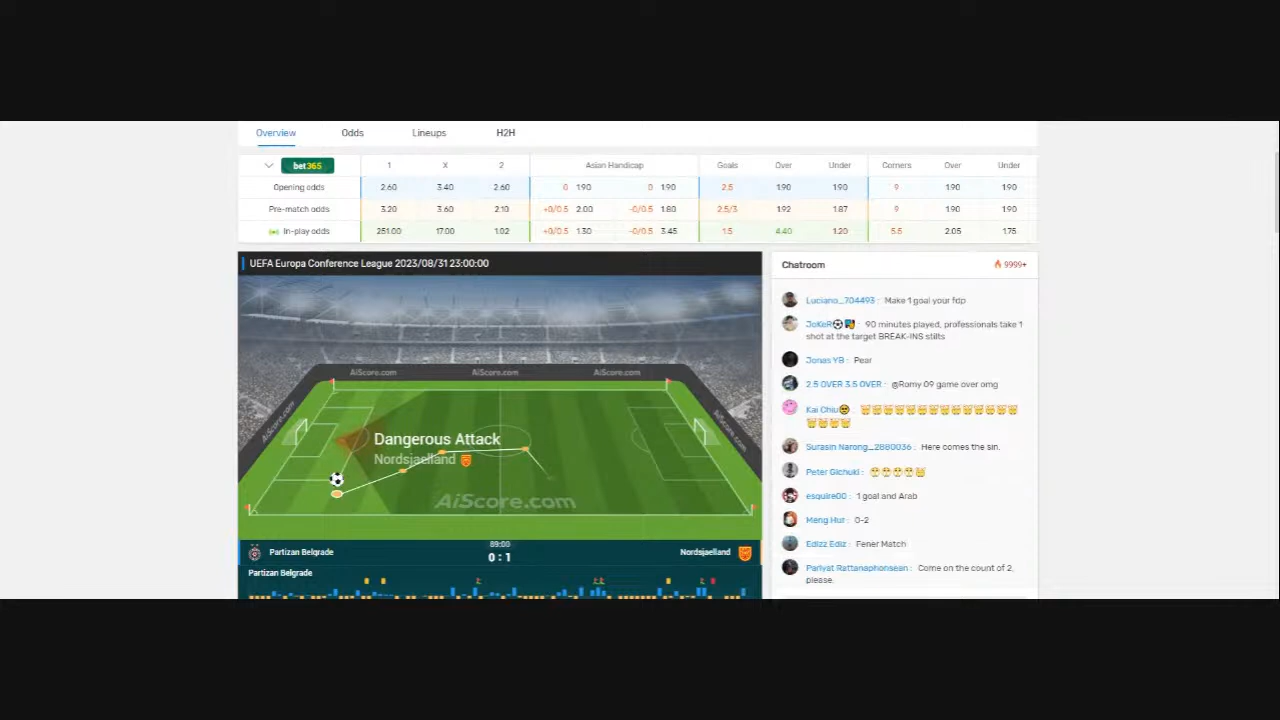 Overview Odds Lineups H2H
bet365 1 X 2 Asian Handicap Goals Over Under Corners Over Under
Opening odds 2.60 3.40 2.60 0 1.90 0 1.90 2.5 1.90 1.90 9 1.90 1.90
Pre-match odds 3.20 3.60 2.10 +0/0.5 2.00 -0/0.5 1.80 2.5/3 1.92 1.87 9 1.90 1.90
In-play odds 251.00 17.00 1.02 +0/0.5 1.30 -0/0.5 3.45 1.5 4.40 1.20 5.5 2.05 1.75
UEFA Europa Conference League 2023/08/31 23:00:00
AiScore.com AiScore.com AiScore.com
AiScore.com AiScore.com
Dangerous Attack
Nordsjaelland
AiScore.com
89:00
Partizan Belgrade 0 : 1 Nordsjaelland
Partizan Belgrade
Chatroom 9999+
Luciano_704493 : Make 1 goal your fdp
JoKeR : 90 minutes played, professionals take 1
shot at the target BREAK-INS stilts
Jonas YB : Pear
2.5 OVER 3.5 OVER : @Romy 09 game over omg
Kai Chiu :
Surasin Narong_2880036 : Here comes the sin.
Peter Gichuki :
esquire00 : 1 goal and Arab
Meng Hur : 0-2
Edizz Ediz : Fener Match
Pariyat Rattanaphonsean : Come on the count of 2,
please.